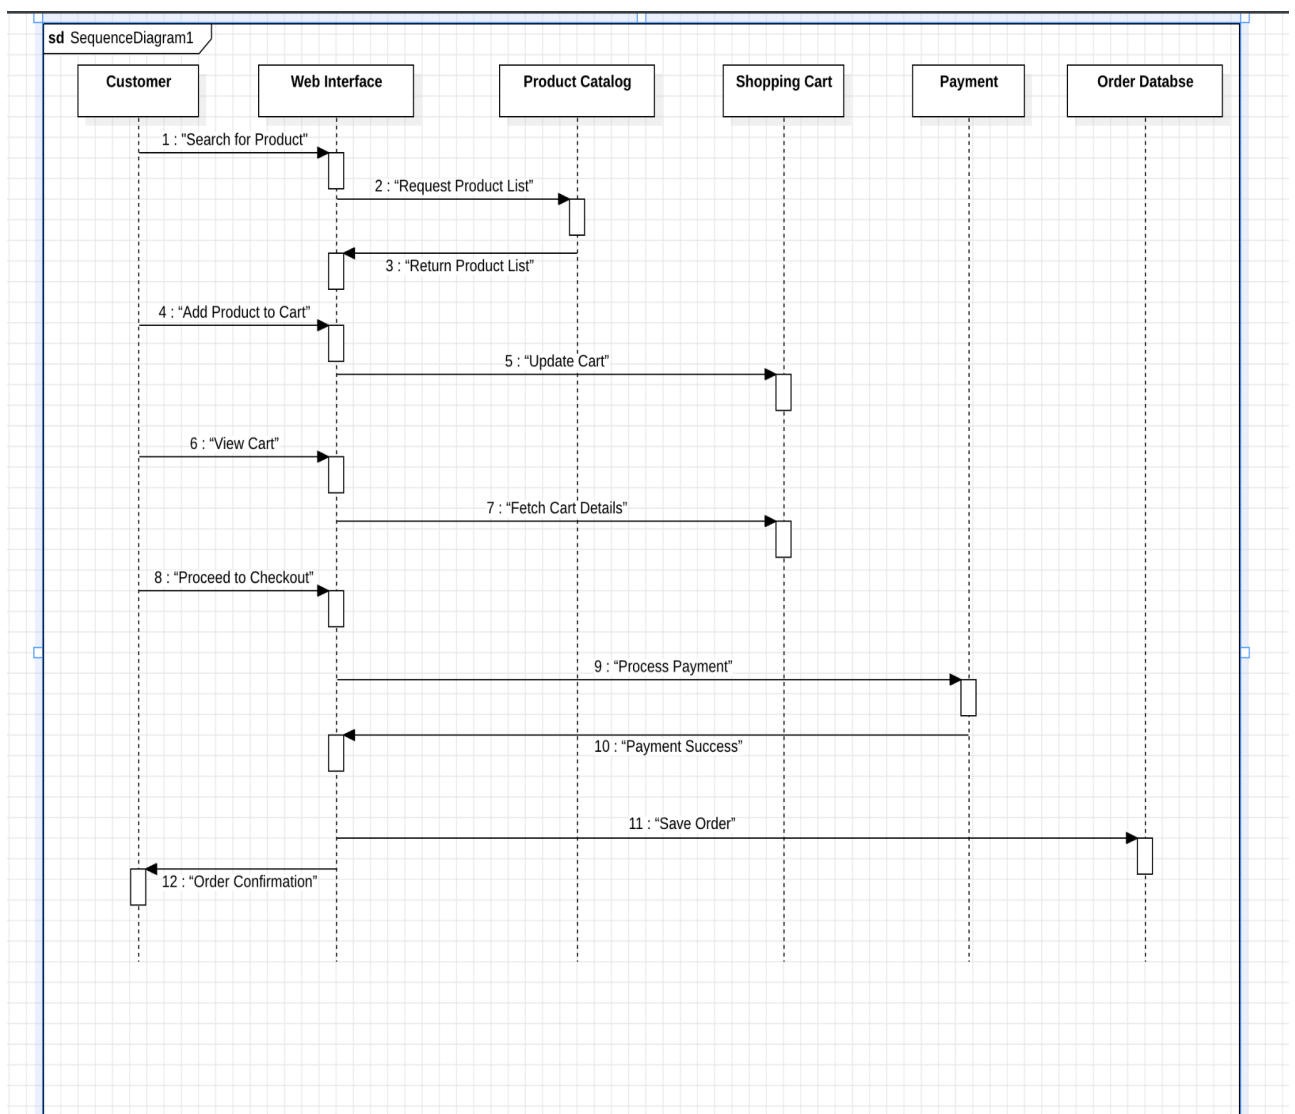 sd SequenceDiagram1
Customer
Web Interface
Product Catalog
Shopping Cart
Payment
Order Databse
1 : "Search for Product"
2 : “Request Product List”
3 : “Return Product List”
4 : “Add Product to Cart”
5 : “Update Cart”
6 : “View Cart”
7 : “Fetch Cart Details”
8 : “Proceed to Checkout”
9 : “Process Payment”
10 : “Payment Success”
11 : “Save Order”
12 : “Order Confirmation”